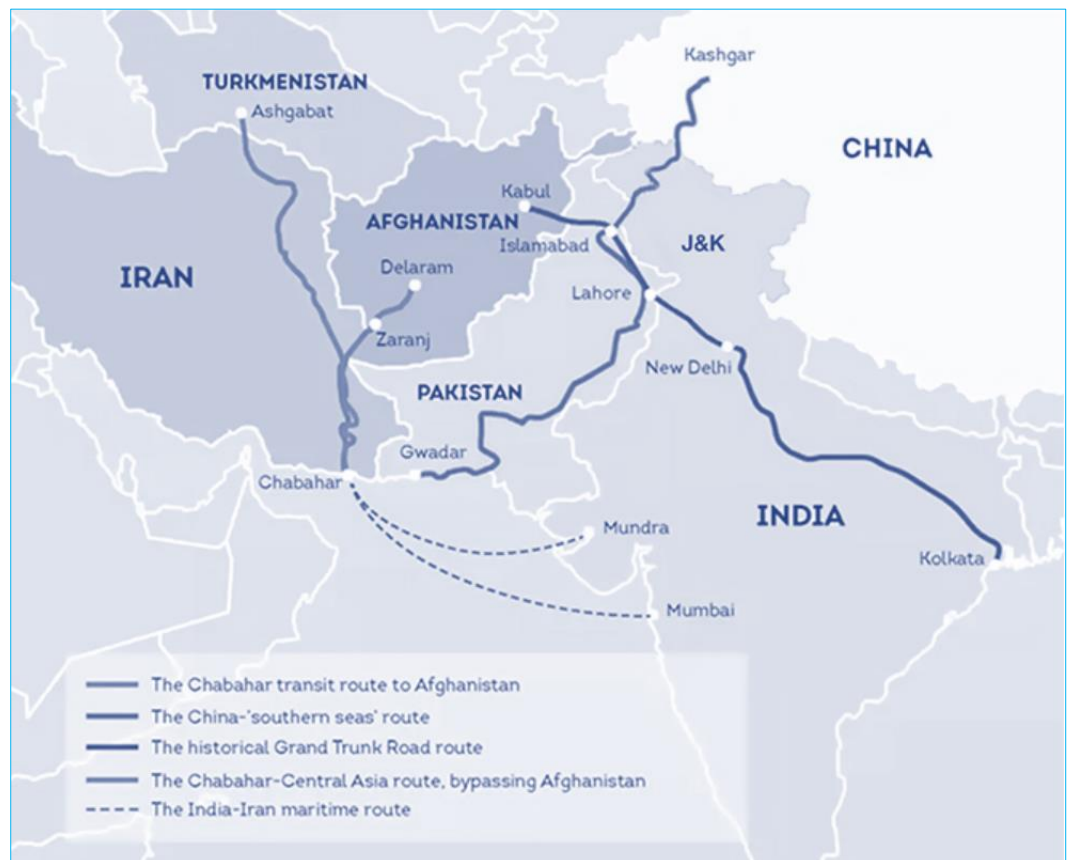 Kashgar
TURKMENISTAN
Ashgabat
CHINA
Kabul
AFGHANISTAN
Islamabad
J&K
IRAN
Delaram
Lahore
Zaranj
New Delhi
PAKISTAN
Gwadar
Chabahar
INDIA
Mundra
Kolkata
Mumbai
The Chabahar transit route to Afghanistan
The China-'southern seas' route
The historical Grand Trunk Road route
The Chabahar-Central Asia route, bypassing Afghanistan
The India-Iran maritime route